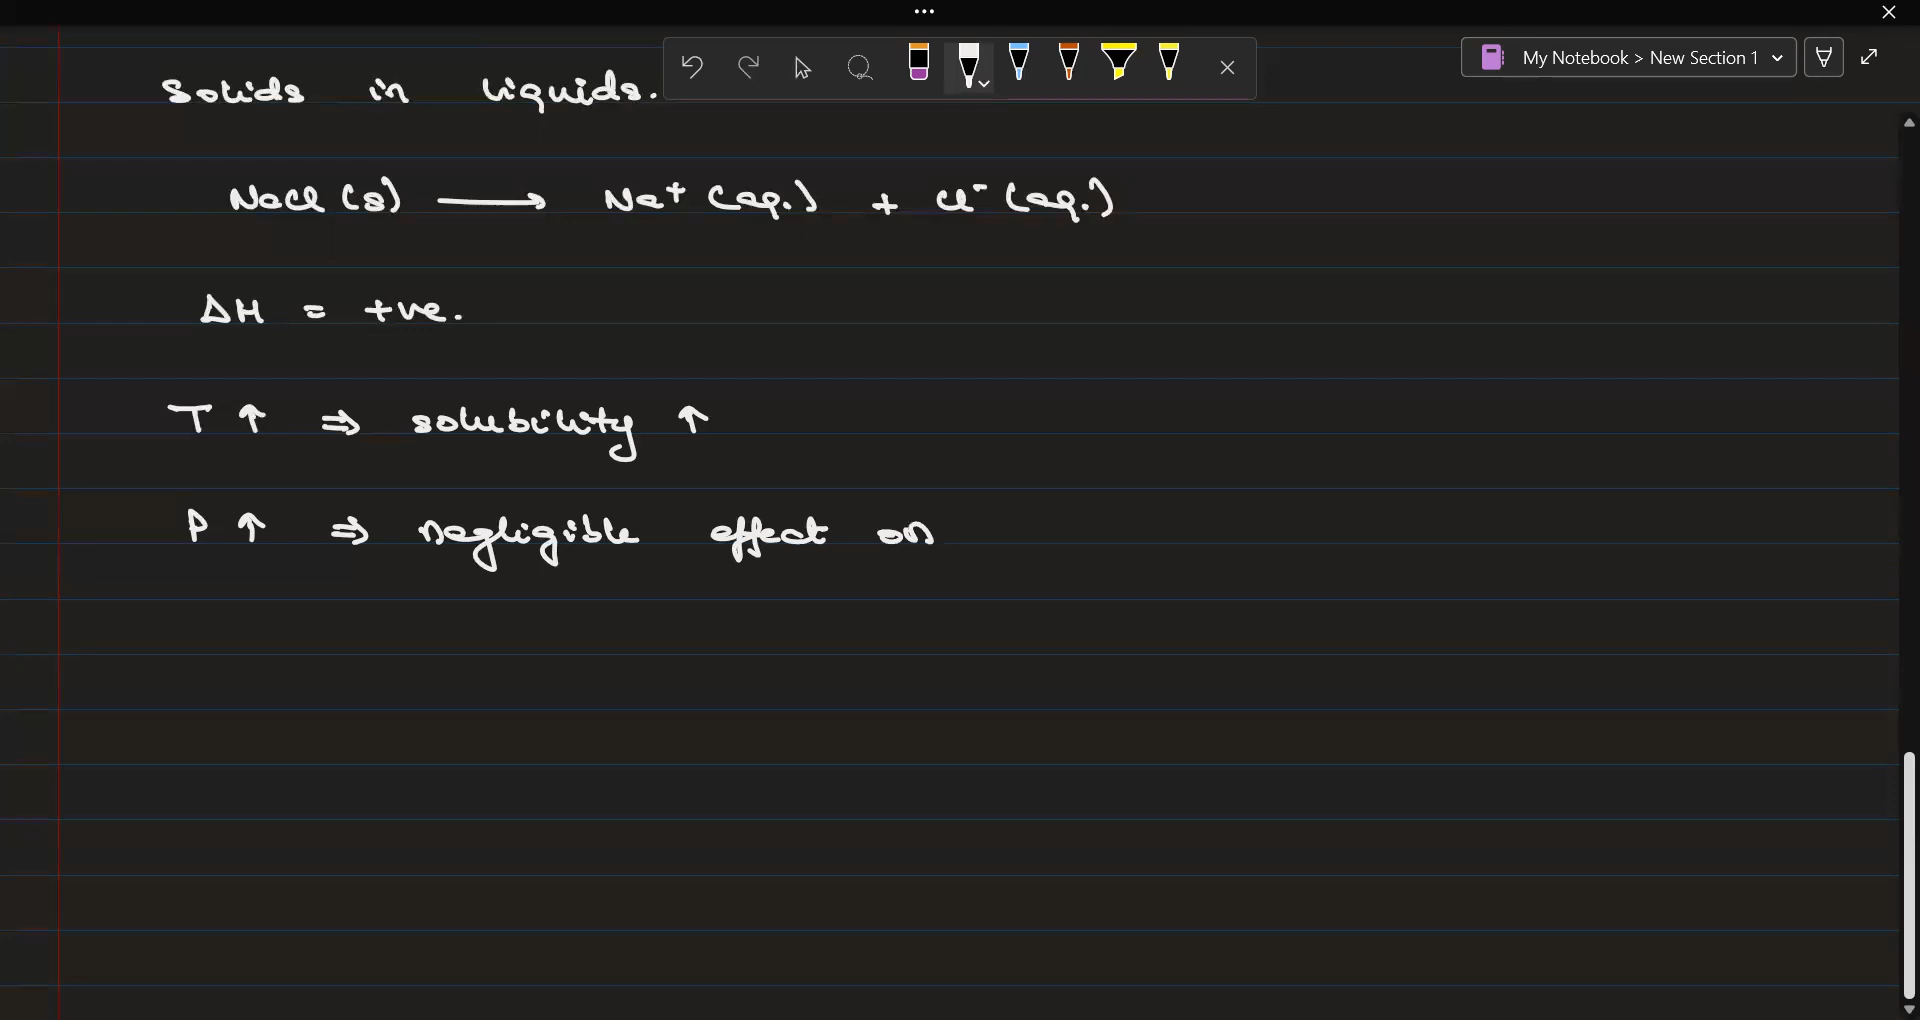 My Notebook > New Section 1
Solids in liquids.
NaCl (s) ⟶ Na⁺ (aq.) + Cl⁻ (aq.)
ΔH = +ve.
T ↑ ⇒ solubility ↑
P ↑ ⇒ negligible effect on